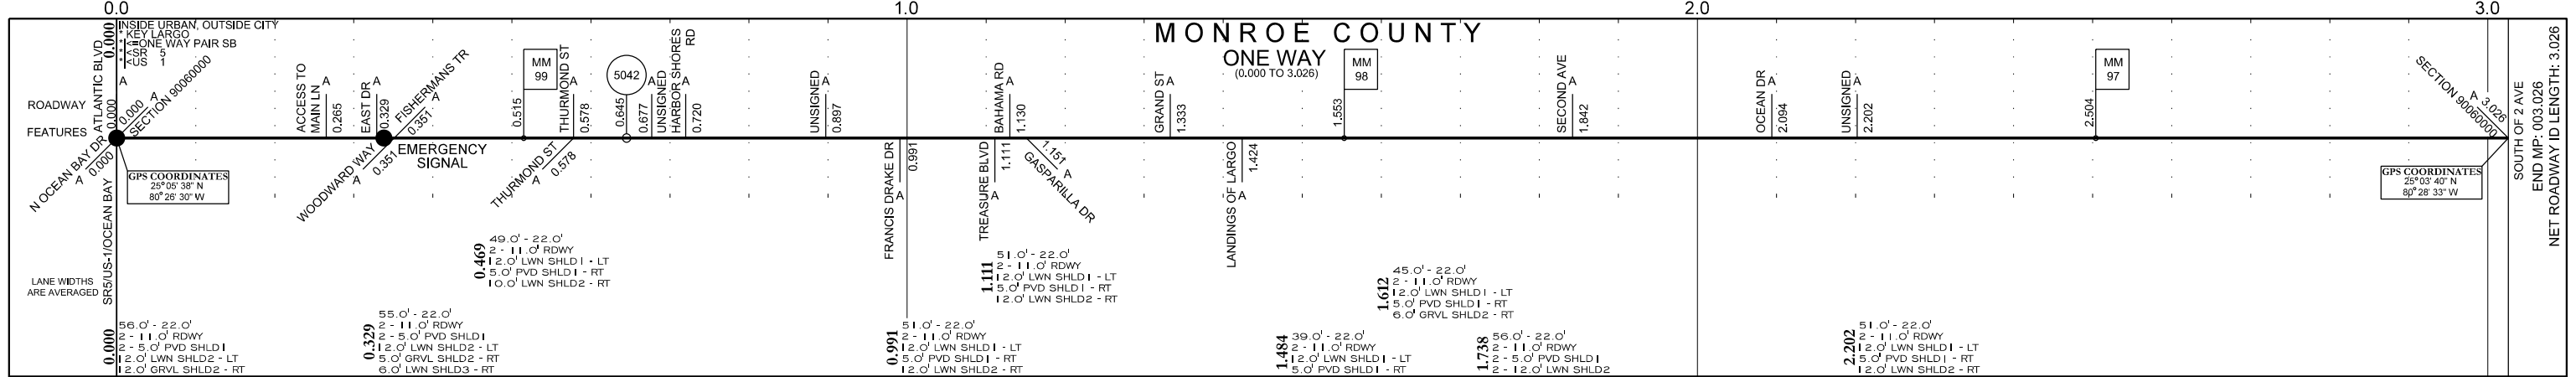 0.0
1.0
2.0
3.0
MONROE COUNTY
ONE WAY
(0.000 TO 3.026)
0.000
INSIDE URBAN, OUTSIDE CITY
* KEY LARGO
* <=ONE WAY PAIR SB
* <SR 5
* <US 1
ROADWAY
FEATURES
ATLANTIC BLVD
0.000
A
0.000 A
SECTION 90060000
N OCEAN BAY DR
0.000
A
SR5/US-1/OCEAN BAY
GPS COORDINATES
25° 05' 38" N
80° 26' 30" W
ACCESS TO
MAIN LN
A
0.265
EAST DR
A
0.329
FISHERMANS TR
A
0.351
WOODWARD WAY
0.351
A
EMERGENCY
SIGNAL
MM
99
0.515
THURMOND ST
A
0.578
THURMOND ST
0.578
A
5042
0.645
UNSIGNED
A
0.677
HARBOR SHORES
RD
A
0.720
UNSIGNED
A
0.897
FRANCIS DRAKE DR
0.991
A
BAHAMA RD
A
1.130
TREASURE BLVD
1.111
A
1.151
GASPARILLA DR
A
GRAND ST
A
1.333
LANDINGS OF LARGO
1.424
A
MM
98
1.553
SECOND AVE
A
1.842
OCEAN DR
A
2.094
UNSIGNED
A
2.202
MM
97
2.504
SECTION 90060000
A 3.026
GPS COORDINATES
25° 03' 40" N
80° 28' 33" W
SOUTH OF 2 AVE
END MP: 003.026
NET ROADWAY ID LENGTH: 3.026
LANE WIDTHS
ARE AVERAGED
0.000
56.0' - 22.0'
2 - 11.0' RDWY
2 - 5.0' PVD SHLD1
12.0' LWN SHLD2 - LT
12.0' GRVL SHLD2 - RT
0.329
55.0' - 22.0'
2 - 11.0' RDWY
2 - 5.0' PVD SHLD1
12.0' LWN SHLD2 - LT
5.0' GRVL SHLD2 - RT
6.0' LWN SHLD3 - RT
0.469
49.0' - 22.0'
2 - 11.0' RDWY
12.0' LWN SHLD1 - LT
5.0' PVD SHLD1 - RT
10.0' LWN SHLD2 - RT
0.991
51.0' - 22.0'
2 - 11.0' RDWY
12.0' LWN SHLD1 - LT
5.0' PVD SHLD1 - RT
12.0' LWN SHLD2 - RT
1.111
51.0' - 22.0'
2 - 11.0' RDWY
12.0' LWN SHLD1 - LT
5.0' PVD SHLD1 - RT
12.0' LWN SHLD2 - RT
1.484
39.0' - 22.0'
2 - 11.0' RDWY
12.0' LWN SHLD1 - LT
5.0' PVD SHLD1 - RT
1.612
45.0' - 22.0'
2 - 11.0' RDWY
12.0' LWN SHLD1 - LT
5.0' PVD SHLD1 - RT
6.0' GRVL SHLD2 - RT
1.738
56.0' - 22.0'
2 - 11.0' RDWY
2 - 5.0' PVD SHLD1
2 - 12.0' LWN SHLD2
2.202
51.0' - 22.0'
2 - 11.0' RDWY
12.0' LWN SHLD1 - LT
5.0' PVD SHLD1 - RT
12.0' LWN SHLD2 - RT